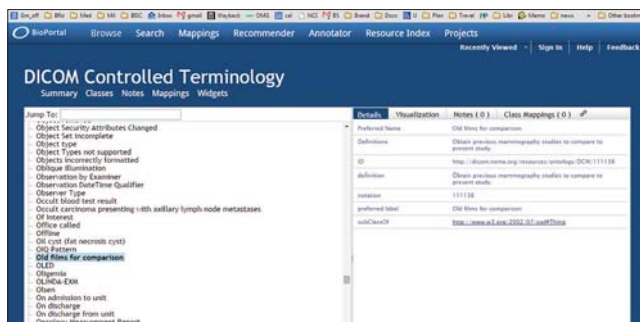 BioPortal Browse Search Mappings Recommender Annotator Resource Index Projects
Recently Viewed Sign In Help Feedback
DICOM Controlled Terminology
Summary Classes Notes Mappings Widgets
Jump To:
Object Security Attributes Changed
Object Set Incomplete
Object type
Object Types not supported
Objects incorrectly formatted
Oblique Illumination
Observation by Examiner
Observation DateTime Qualifier
Observer Type
Occult blood test result
Occult carcinoma presenting with axillary lymph node metastases
Of Interest
Office called
Offline
Oil cyst (fat necrosis cyst)
OIQ Pattern
Old films for comparison
OLED
Oligemia
OLINDA-EXM
Olsen
On admission to unit
On discharge
On discharge from unit
Oncology Measurement Report
Details Visualization Notes ( 0 ) Class Mappings ( 0 )
Preferred Name Old films for comparison
Definitions Obtain previous mammography studies to compare to
present study.
ID http://dicom.nema.org/resources/ontology/DCM/111138
definition Obtain previous mammography studies to compare to
present study.
notation 111138
preferred label Old films for comparison
subClassOf http://www.w3.org/2002/07/owl#Thing